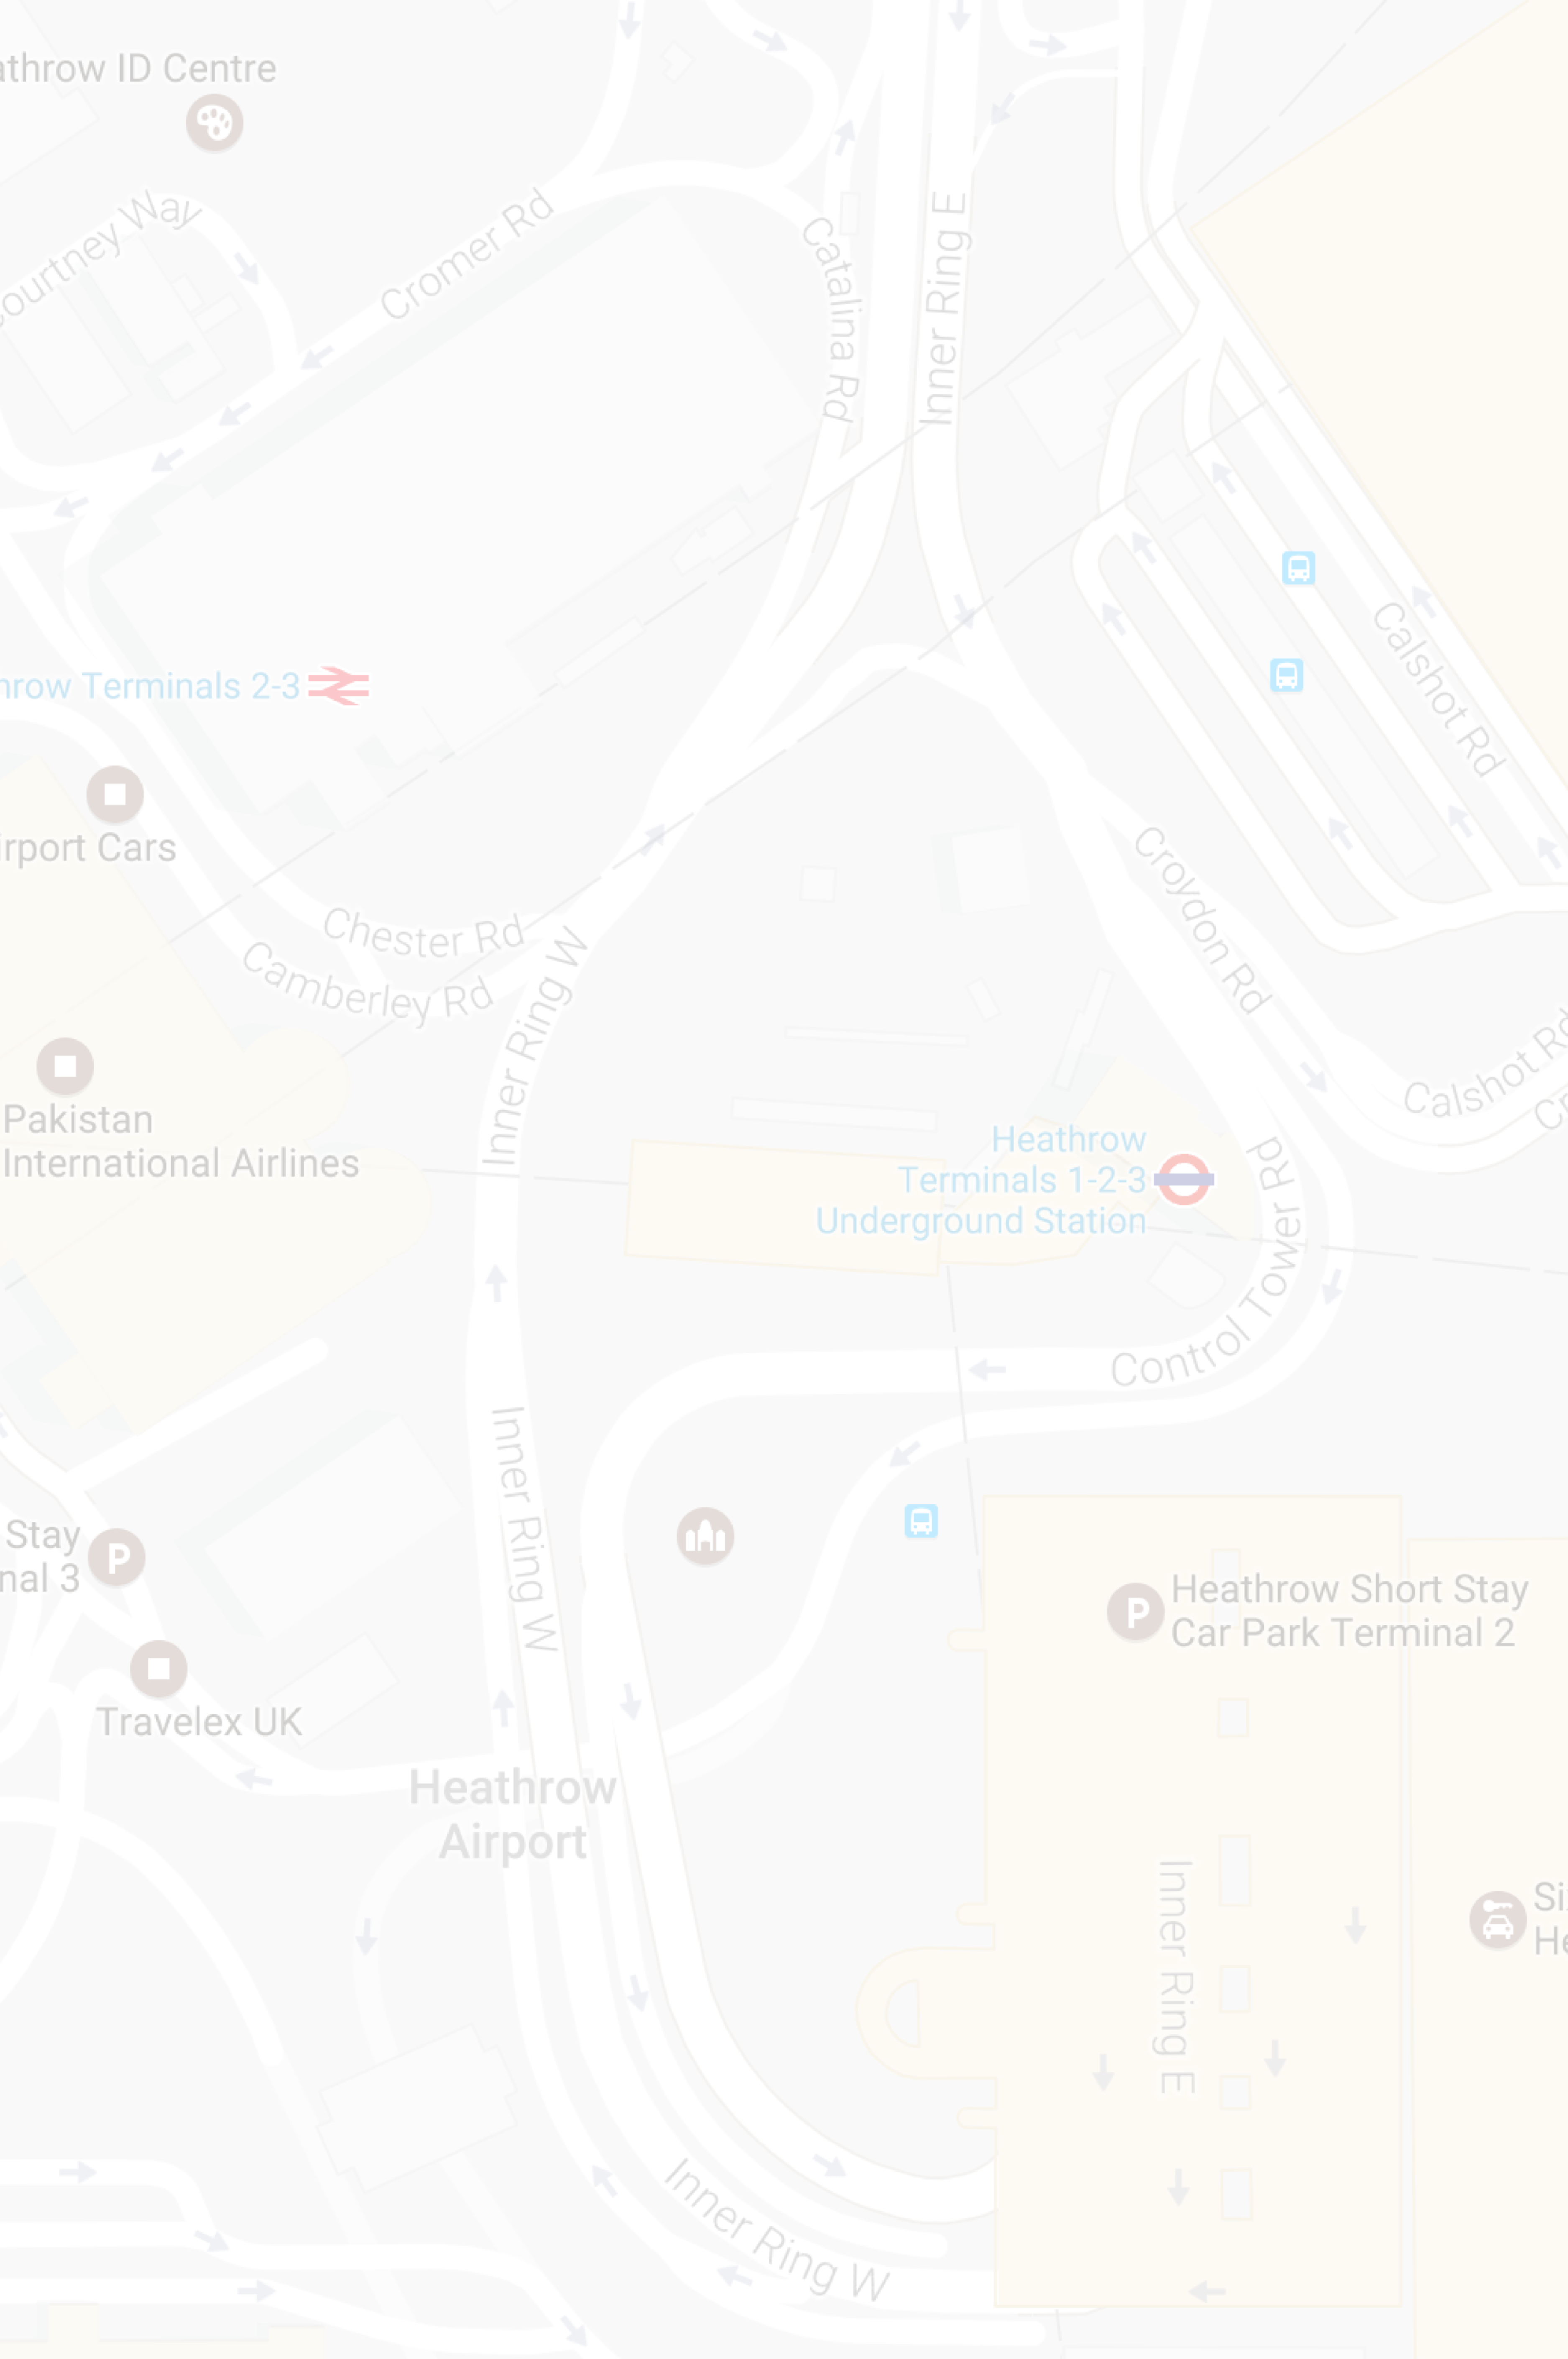 athrow ID Centre
ourtney Way
Cromer Rd
Catalina Rd
Inner Ring E
Calshot Rd
hrow Terminals 2-3
irport Cars
Chester Rd
Camberley Rd
Inner Ring W
Croydon Rd
Calshot Rd
Cr
Pakistan
International Airlines
Heathrow
Terminals 1-2-3
Underground Station
Control Tower Rd
Inner Ring W
Stay
nal 3
P
P
Heathrow Short Stay
Car Park Terminal 2
Travelex UK
Heathrow
Airport
Inner Ring E
Si
He
Inner Ring W